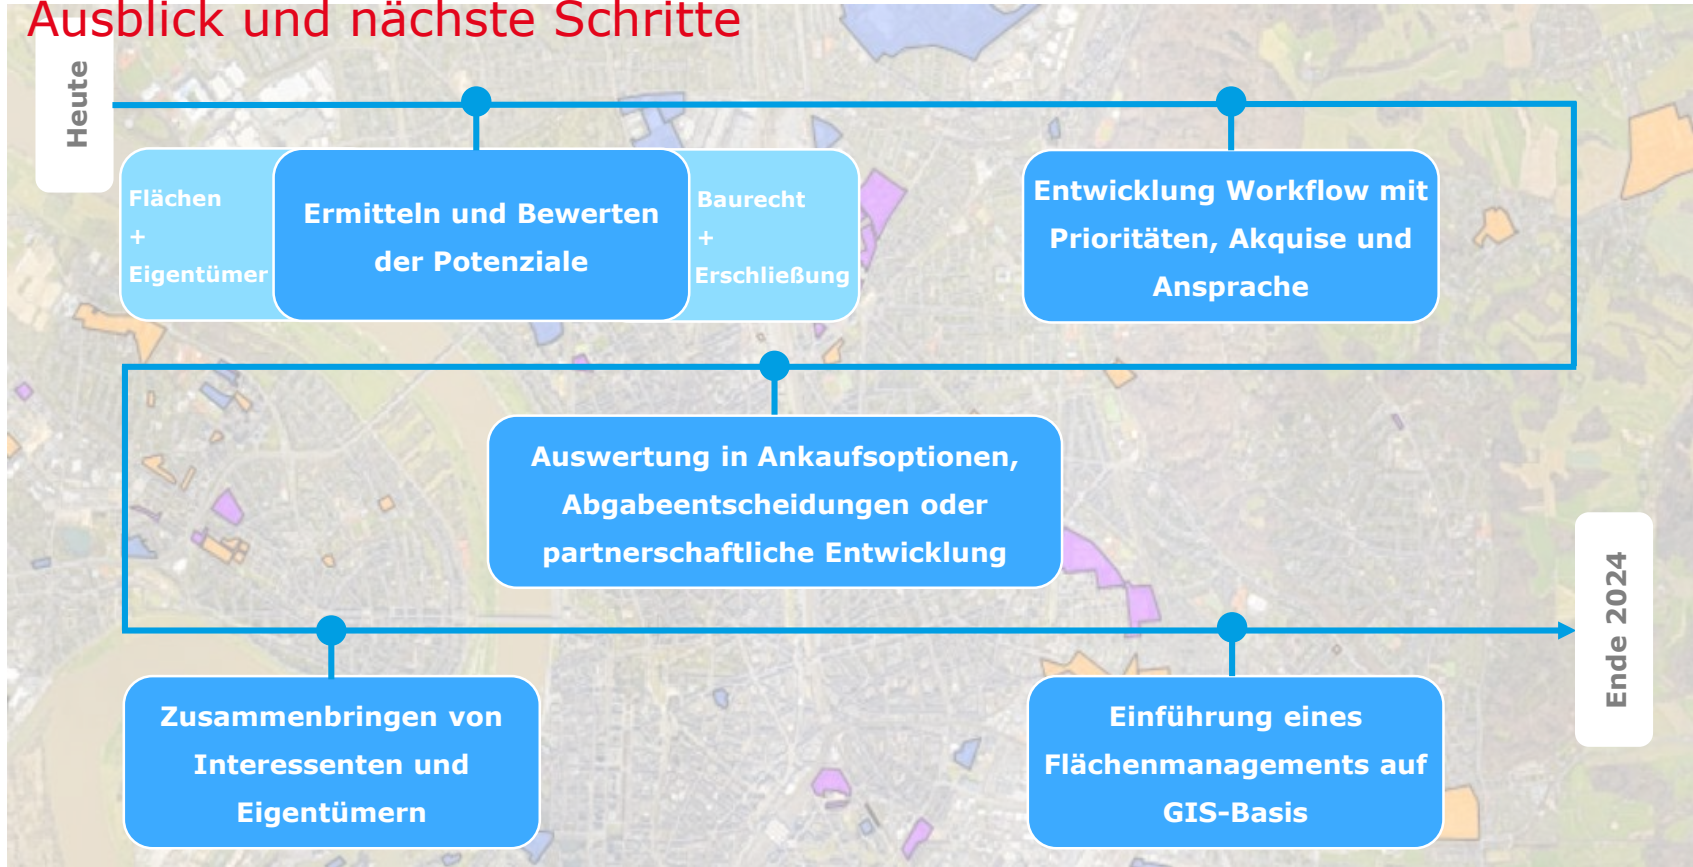 Ausblick und nächste Schritte
Heute
Flächen
+
Eigentümer
Ermitteln und Bewerten
der Potenziale
Baurecht
+
Erschließung
Entwicklung Workflow mit
Prioritäten, Akquise und
Ansprache
Auswertung in Ankaufsoptionen,
Abgabeentscheidungen oder
partnerschaftliche Entwicklung
Zusammenbringen von
Interessenten und
Eigentümern
Einführung eines
Flächenmanagements auf
GIS-Basis
Ende 2024